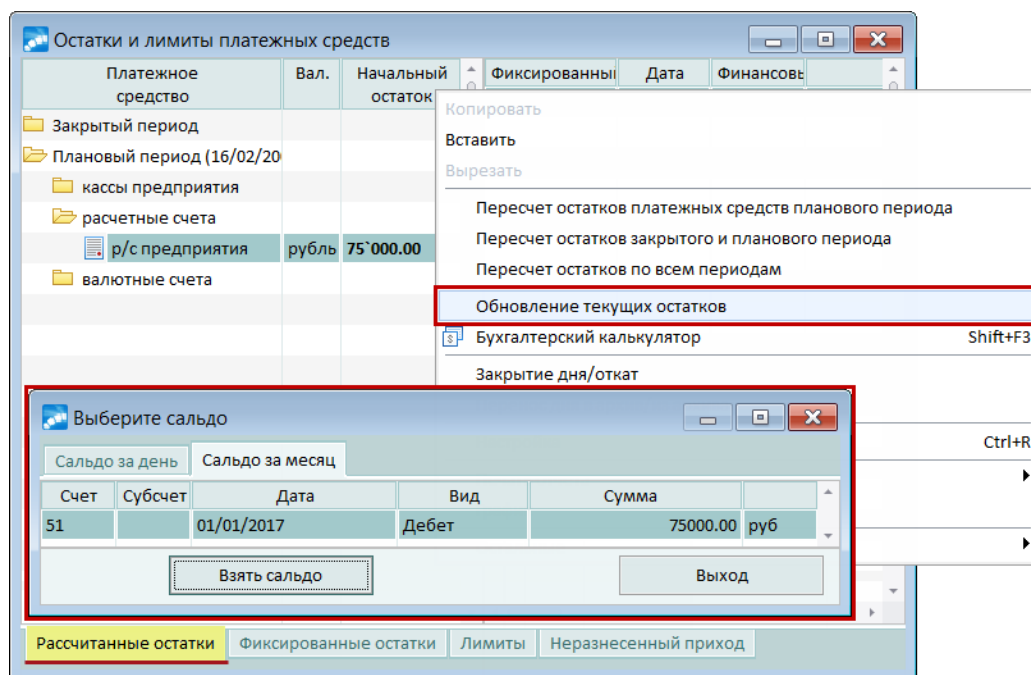 Остатки и лимиты платежных средств
Платежное средство Вал. Начальный остаток Фиксированны Дата Финансовь
Закрытый период
Плановый период (16/02/20
кассы предприятия
расчетные счета
р/с предприятия рубль 75`000.00
валютные счета
Копировать
Вставить
Вырезать
Пересчет остатков платежных средств планового периода
Пересчет остатков закрытого и планового периода
Пересчет остатков по всем периодам
Обновление текущих остатков
Бухгалтерский калькулятор Shift+F3
Закрытие дня/откат
Ctrl+R
Выберите сальдо
Сальдо за день Сальдо за месяц
Счет Субсчет Дата Вид Сумма
51 01/01/2017 Дебет 75000.00 руб
Взять сальдо Выход
Рассчитанные остатки Фиксированные остатки Лимиты Неразнесенный приход